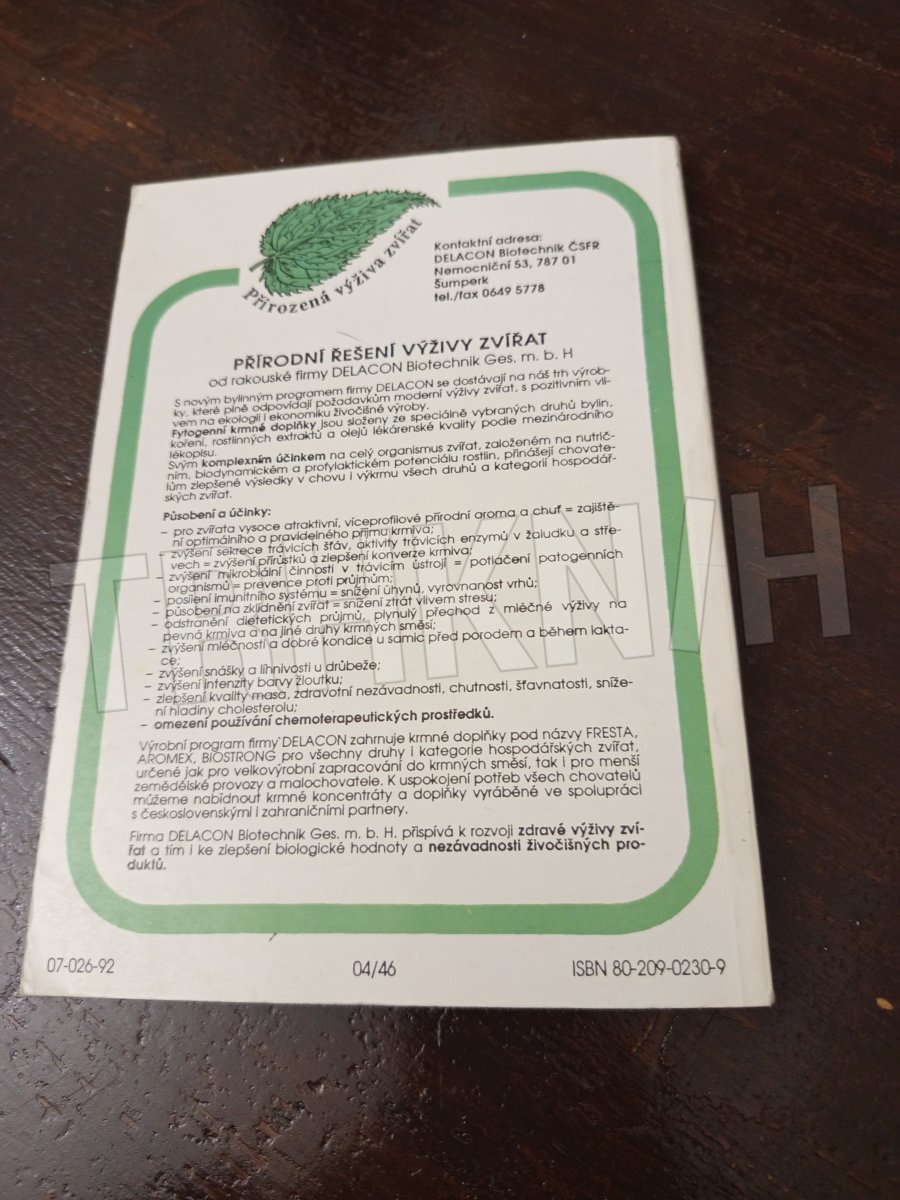 Přirozená výživa zvířat
Kontaktní adresa:
DELACON Biotechnik ČSFR
Nemocniční 53, 787 01
Šumperk
tel./fax 0649 5778
PŘÍRODNÍ ŘEŠENÍ VÝŽIVY ZVÍŘAT
od rakouské firmy DELACON Biotechnik Ges. m. b. H
S novým bylinným programem firmy DELACON se dostávají na náš trh výrob-
ky, které plně odpovídají požadavkům moderní výživy zvířat, s pozitivním vli-
vem na ekologii i ekonomiku živočišné výroby.
Fytogenní krmné doplňky jsou složeny ze speciálně vybraných druhů bylin,
koření, rostlinných extraktů a olejů lékárenské kvality podle mezinárodního
lékopisu.
Svým komplexním účinkem na celý organismus zvířat, založeném na nutrič-
ním, biodynamickém a profylaktickém potenciálu rostlin, přinášejí chovate-
lům zlepšené výsledky v chovu i výkrmu všech druhů a kategorií hospodář-
ských zvířat.
Působení a účinky:
– pro zvířata vysoce atraktivní, víceprofilové přírodní aroma a chuť = zajiště-
ní optimálního a pravidelného příjmu krmiva;
– zvýšení sekrece trávicích šťáv, aktivity trávicích enzymů v žaludku a stře-
vech = zvýšení přírůstků a zlepšení konverze krmiva;
– zvýšení mikrobiální činnosti v trávicím ústrojí = potlačení patogenních
organismů = prevence proti průjmům;
– posílení imunitního systému = snížení úhynů, vyrovnanost vrhů;
– působení na zklidnění zvířat = snížení ztrát vlivem stresu;
– odstranění dietetických průjmů, plynulý přechod z mléčné výživy na
pevná krmiva a na jiné druhy krmných směsí;
– zvýšení mléčnosti a dobré kondice u samic před porodem a během lakta-
ce;
– zvýšení snášky a líhnivosti u drůbeže;
– zvýšení intenzity barvy žloutku;
– zlepšení kvality masa, zdravotní nezávadnosti, chutnosti, šťavnatosti, sníže-
ní hladiny cholesterolu;
– omezení používání chemoterapeutických prostředků.
Výrobní program firmy DELACON zahrnuje krmné doplňky pod názvy FRESTA,
AROMEX, BIOSTRONG pro všechny druhy i kategorie hospodářských zvířat,
určené jak pro velkovýrobní zapracování do krmných směsí, tak i pro menší
zemědělské provozy a malochovatele. K uspokojení potřeb všech chovatelů
můžeme nabídnout krmné koncentráty a doplňky vyráběné ve spolupráci
s československými i zahraničními partnery.
Firma DELACON Biotechnik Ges. m. b. H. přispívá k rozvoji zdravé výživy zví-
řat a tím i ke zlepšení biologické hodnoty a nezávadnosti živočišných pro-
duktů.
07-026-92
04/46
ISBN 80-209-0230-9